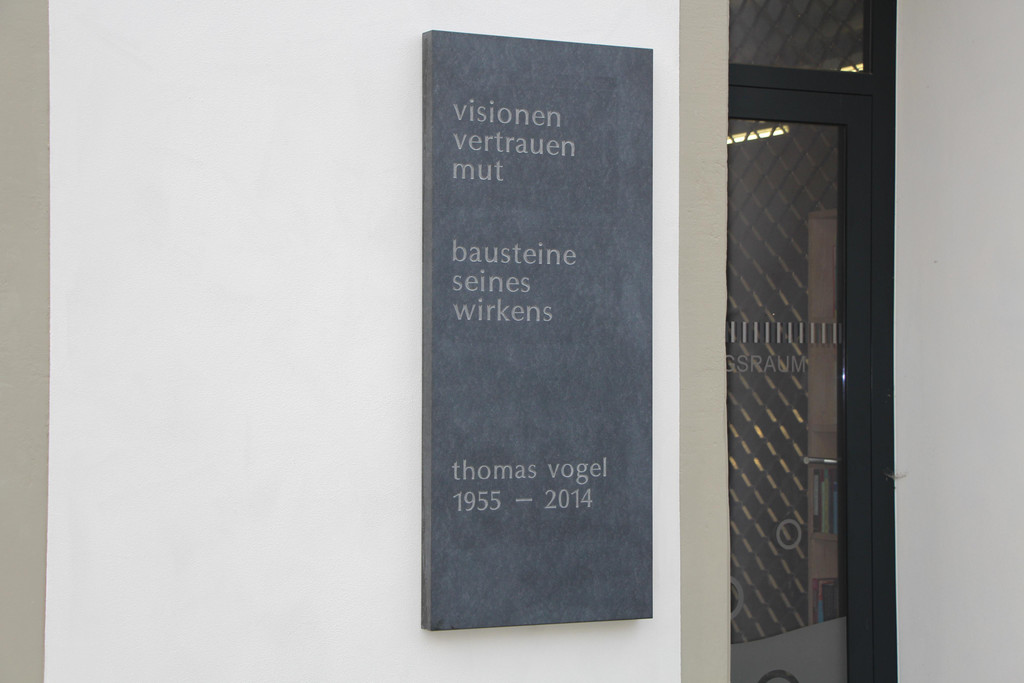 visionen
vertrauen
mut
bausteine
seines
wirkens
thomas vogel
1955 – 2014
GSRAUM